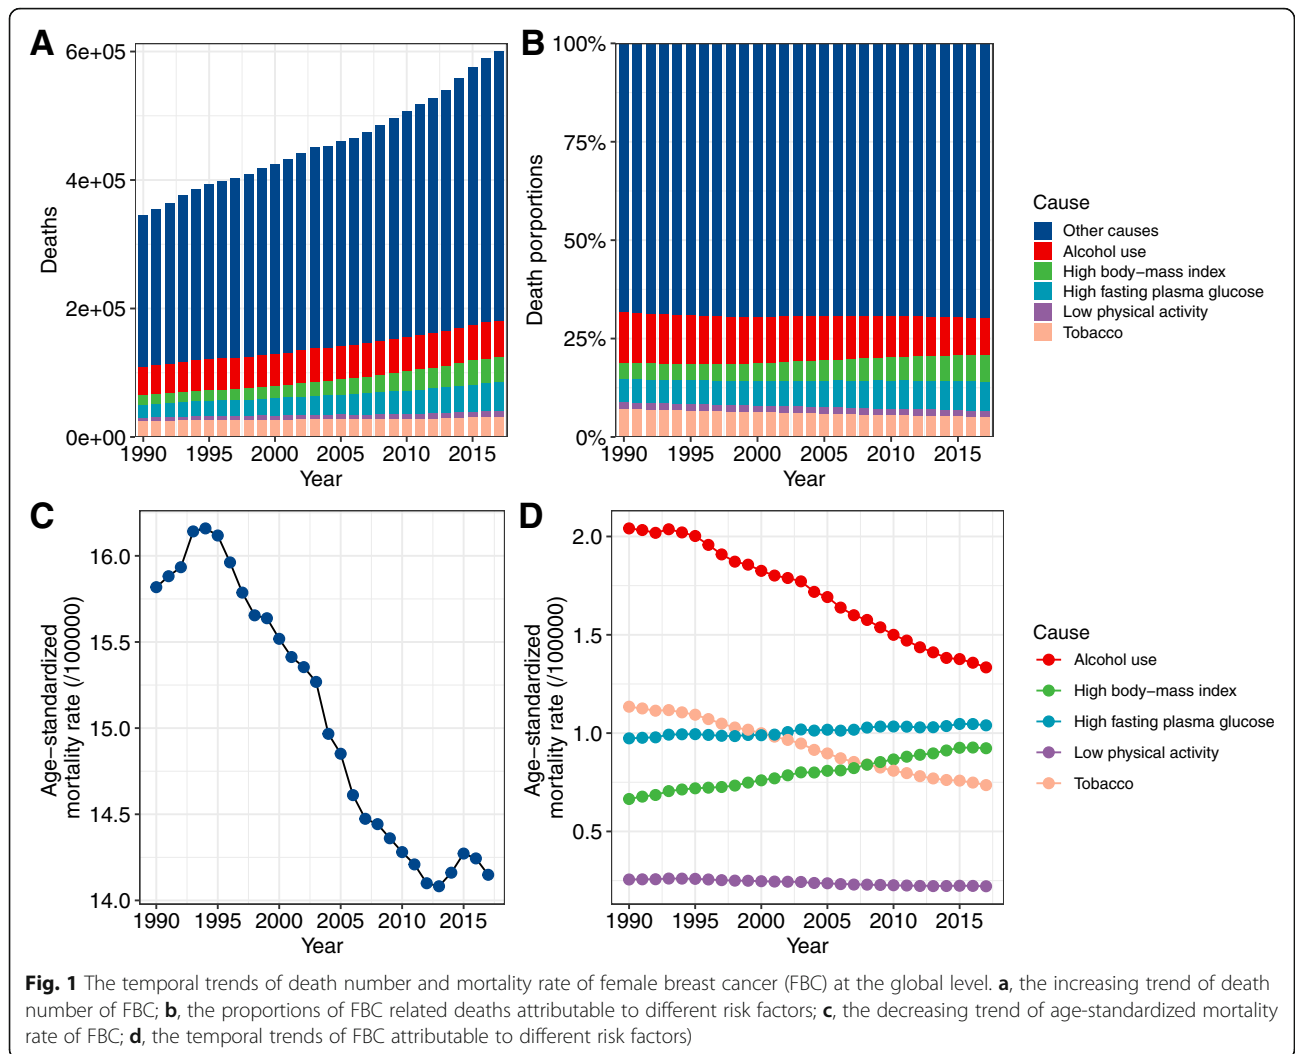 A
6e+05
4e+05
2e+05
0e+00
Deaths
1990 1995 2000 2005 2010 2015
Year
B
100%
75%
50%
25%
0%
Death porportions
1990 1995 2000 2005 2010 2015
Year
Cause
Other causes
Alcohol use
High body−mass index
High fasting plasma glucose
Low physical activity
Tobacco
C
16.0
15.5
15.0
14.5
14.0
Age−standardized
mortality rate (/100000)
1990 1995 2000 2005 2010 2015
Year
D
2.0
1.5
1.0
0.5
Age−standardized
mortality rate (/100000)
1990 1995 2000 2005 2010 2015
Year
Cause
Alcohol use
High body−mass index
High fasting plasma glucose
Low physical activity
Tobacco
Fig. 1 The temporal trends of death number and mortality rate of female breast cancer (FBC) at the global level. a, the increasing trend of death
number of FBC; b, the proportions of FBC related deaths attributable to different risk factors; c, the decreasing trend of age-standardized mortality
rate of FBC; d, the temporal trends of FBC attributable to different risk factors)